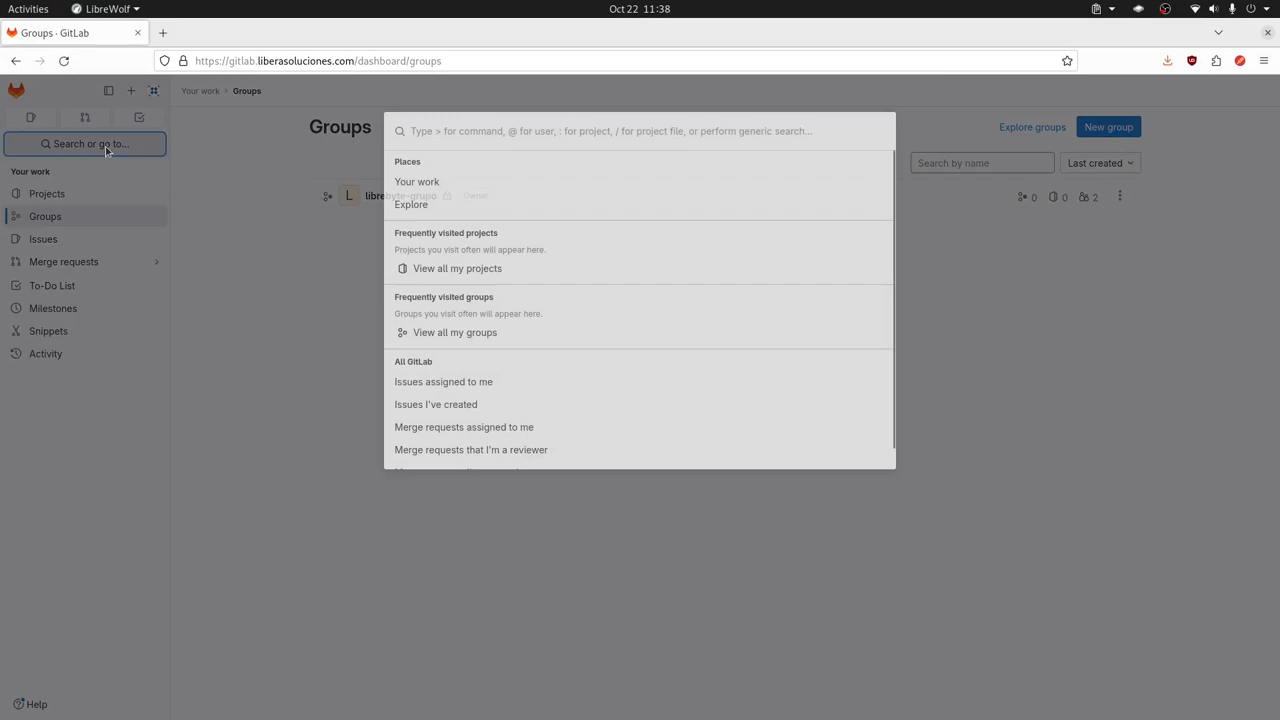 Activities
LibreWolf
Oct 22 11:38
Groups · GitLab
https://gitlab.liberasoluciones.com/dashboard/groups
Your work > Groups
Search or go to...
Your work
Projects
Groups
Issues
Merge requests
To-Do List
Milestones
Snippets
Activity
Help
Groups
Explore groups
New group
Search by name
Last created
L
librebyte-grupo
Owner
0
0
2
Type > for command, @ for user, : for project, / for project file, or perform generic search...
Places
Your work
Explore
Frequently visited projects
Projects you visit often will appear here.
View all my projects
Frequently visited groups
Groups you visit often will appear here.
View all my groups
All GitLab
Issues assigned to me
Issues I've created
Merge requests assigned to me
Merge requests that I'm a reviewer